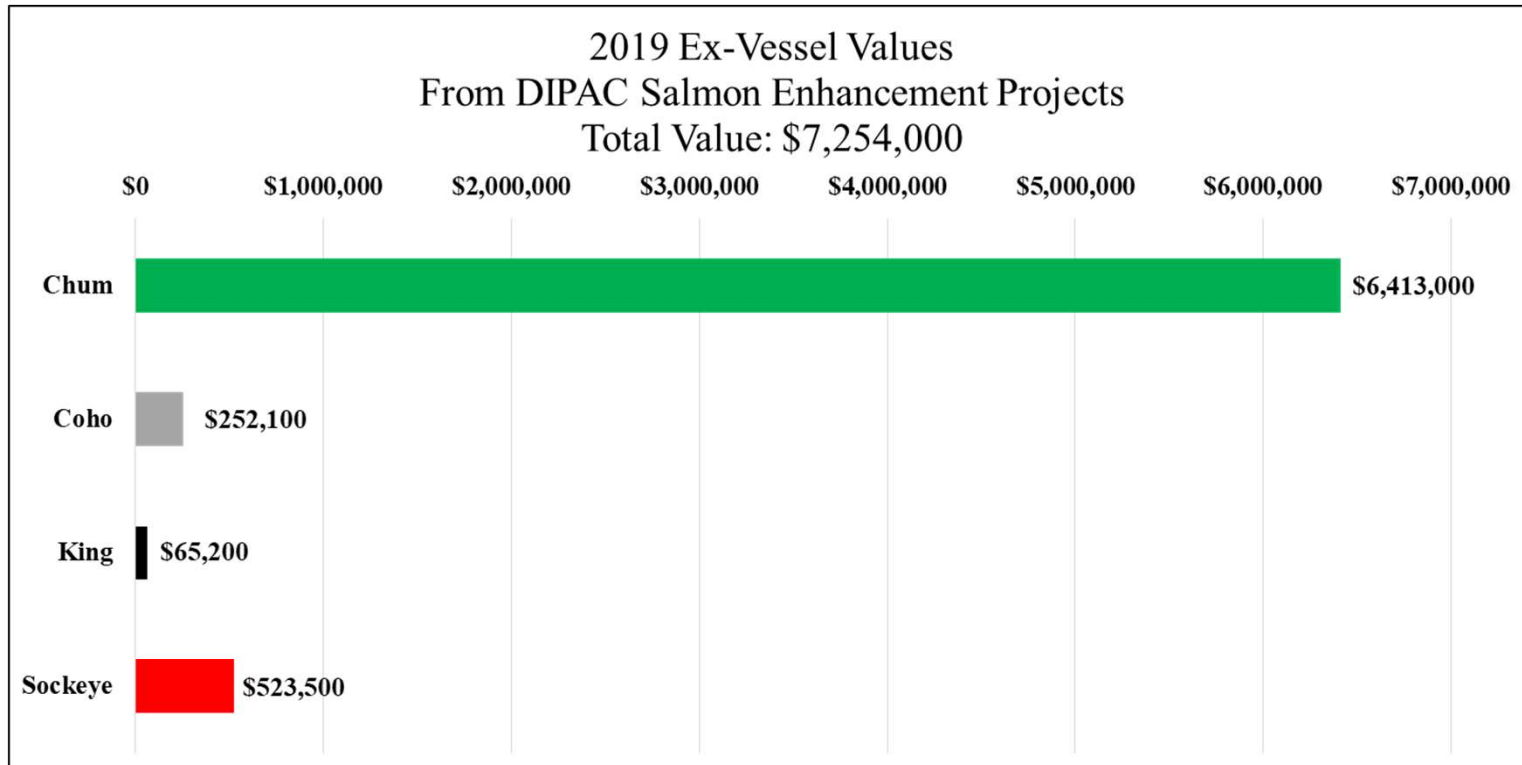 2019 Ex-Vessel Values
From DIPAC Salmon Enhancement Projects
Total Value: $7,254,000
$0 $1,000,000 $2,000,000 $3,000,000 $4,000,000 $5,000,000 $6,000,000 $7,000,000
Chum $6,413,000
Coho $252,100
King $65,200
Sockeye $523,500